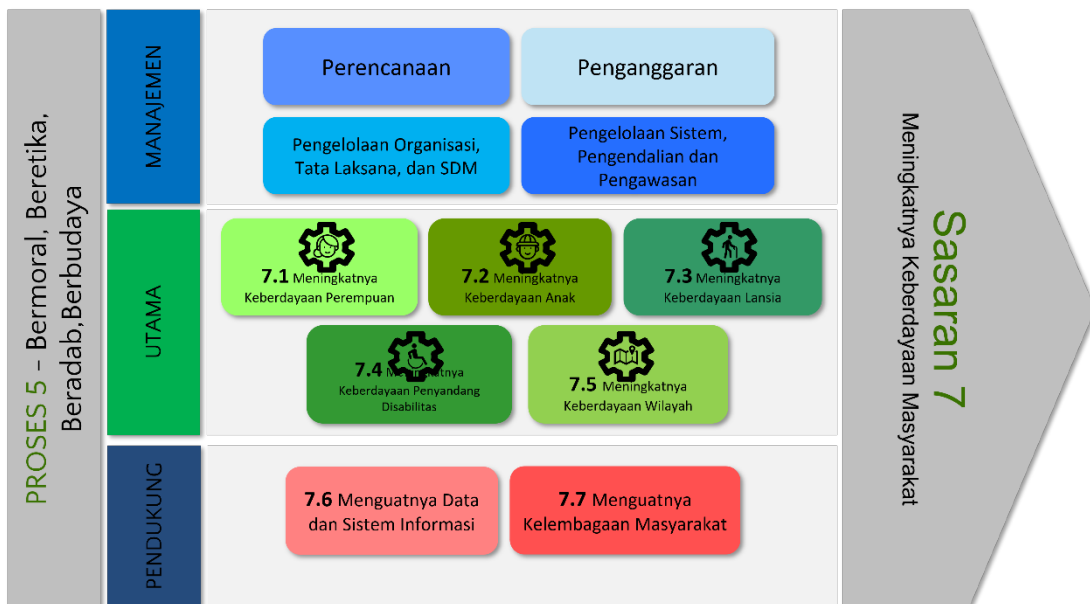 PROSES 5 – Bermoral, Beretika,
Beradab,Berbudaya
MANAJEMEN
Perencanaan
Penganggaran
Pengelolaan Organisasi,
Tata Laksana, dan SDM
Pengelolaan Sistem,
Pengendalian dan
Pengawasan
UTAMA
7.1 Meningkatnya
Keberdayaan Perempuan
7.2 Meningkatnya
Keberdayaan Anak
7.3 Meningkatnya
Keberdayaan Lansia
7.4 Meningkatnya
Keberdayaan Penyandang
Disabilitas
7.5 Meningkatnya
Keberdayaan Wilayah
PENDUKUNG
7.6 Menguatnya Data
dan Sistem Informasi
7.7 Menguatnya
Kelembagaan Masyarakat
Sasaran 7
Meningkatnya Keberdayaan Masyarakat